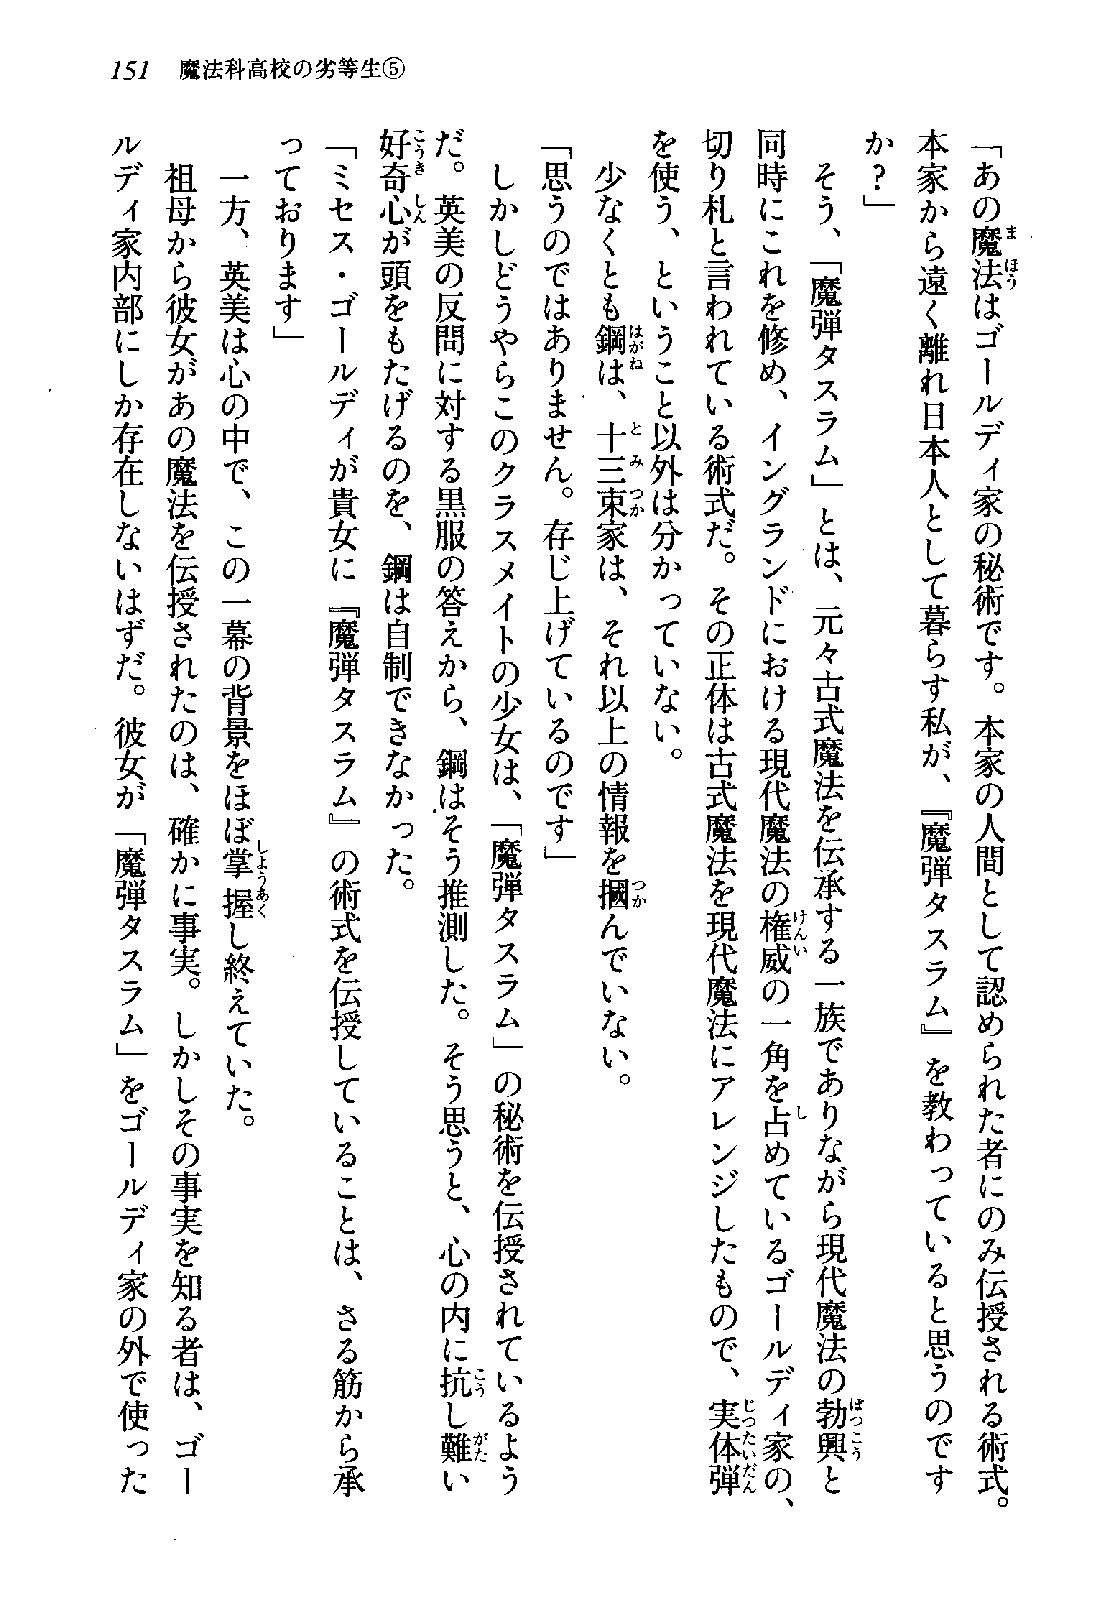 151 魔法科高校の劣等生⑤
「あの魔法はゴールディ家の秘術です。本家の人間として認められた者にのみ伝授される術式。
本家から遠く離れ日本人として暮らす私が、『魔弾タスラム』を教わっていると思うのです
か？」
そう、「魔弾タスラム」とは、元々古式魔法を伝承する一族でありながら現代魔法の勃興と
同時にこれを修め、イングランドにおける現代魔法の権威の一角を占めているゴールディ家の、
切り札と言われている術式だ。その正体は古式魔法を現代魔法にアレンジしたもので、実体弾
を使う、ということ以外は分かっていない。
少なくとも鋼は、十三束家は、それ以上の情報を摑んでいない。
「思うのではありません。存じ上げているのです」
しかしどうやらこのクラスメイトの少女は、「魔弾タスラム」の秘術を伝授されているよう
だ。英美の反問に対する黒服の答えから、鋼はそう推測した。そう思うと、心の内に抗し難い
好奇心が頭をもたげるのを、鋼は自制できなかった。
「ミセス・ゴールディが貴女に『魔弾タスラム』の術式を伝授していることは、さる筋から承
っております」
一方、英美は心の中で、この一幕の背景をほぼ掌握し終えていた。
祖母から彼女があの魔法を伝授されたのは、確かに事実。しかしその事実を知る者は、ゴー
ルディ家内部にしか存在しないはずだ。彼女が「魔弾タスラム」をゴールディ家の外で使った